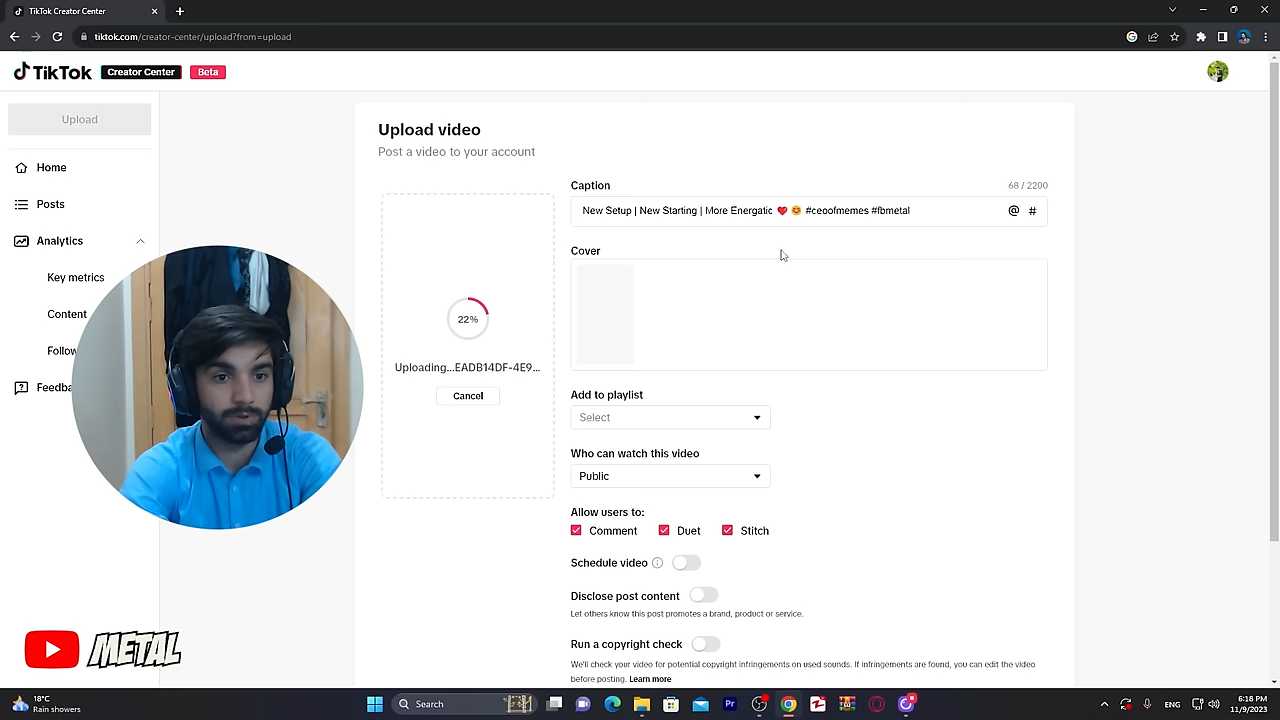 TikTok Creator Center
tiktok.com/creator-center/upload?from=upload
TikTok Creator Center Beta
Upload
Home
Posts
Analytics
Key metrics
Content
Follow
Feedba
Upload video
Post a video to your account
22%
Uploading...EADB14DF-4E9...
Cancel
Caption 68 / 2200
New Setup | New Starting | More Energatic ❤️ 😊 #ceoofmemes #fbmetal @ #
Cover
Add to playlist
Select
Who can watch this video
Public
Allow users to:
Comment Duet Stitch
Schedule video
Disclose post content
Let others know this post promotes a brand, product or service.
Run a copyright check
We'll check your video for potential copyright infringements on used sounds. If infringements are found, you can edit the video
before posting. Learn more
METAL
18°C
Rain showers
Search
Pr
ENG
6:18 PM
11/9/2023